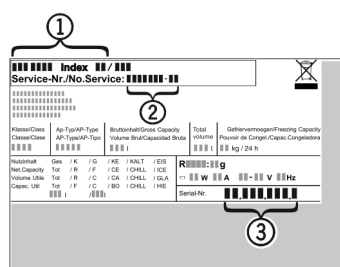 1
Index /
Service-Nr./No.Service: -
2
Klasse/Class Ap-Typ/AP-Type Bruttoinhalt/Gross Capacity Total Gefriervermoegen/Freezing Capacity
Classe/Clase AP-Type/AP-Tipo Volume Brut/Capacidad Bruta volume Pouvoir de Congel./Capac.Congeladora
l l kg / 24 h
Nutzinhalt Ges / K / G / KE / KALT / EIS R : g
Net.Capacity Tot / R / F / CE / CHILL / ICE
Volume Utile Tot / R / C / CA / CHILL / GLA W A - V Hz
Capac. Util Tot / F / C / BO / CHILL / HIE
l / l Serial-Nr. . . .
3